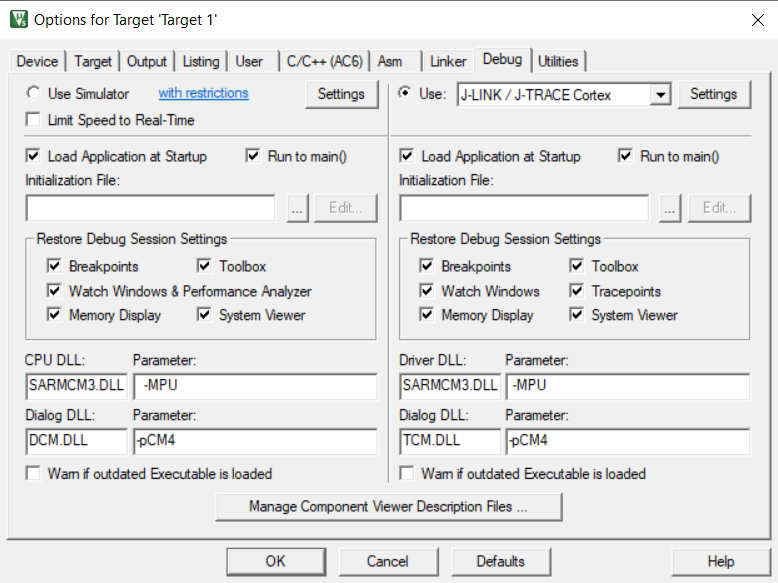 Options for Target 'Target 1'
Device Target Output Listing User C/C++ (AC6) Asm Linker Debug Utilities
Use Simulator with restrictions Settings
Limit Speed to Real-Time
Use: J-LINK / J-TRACE Cortex Settings
Load Application at Startup Run to main()
Initialization File:
... Edit...
Restore Debug Session Settings
Breakpoints Toolbox
Watch Windows & Performance Analyzer
Memory Display System Viewer
CPU DLL: Parameter:
SARMCM3.DLL -MPU
Dialog DLL: Parameter:
DCM.DLL -pCM4
Warn if outdated Executable is loaded
Load Application at Startup Run to main()
Initialization File:
... Edit...
Restore Debug Session Settings
Breakpoints Toolbox
Watch Windows Tracepoints
Memory Display System Viewer
Driver DLL: Parameter:
SARMCM3.DLL -MPU
Dialog DLL: Parameter:
TCM.DLL -pCM4
Warn if outdated Executable is loaded
Manage Component Viewer Description Files ...
OK Cancel Defaults Help